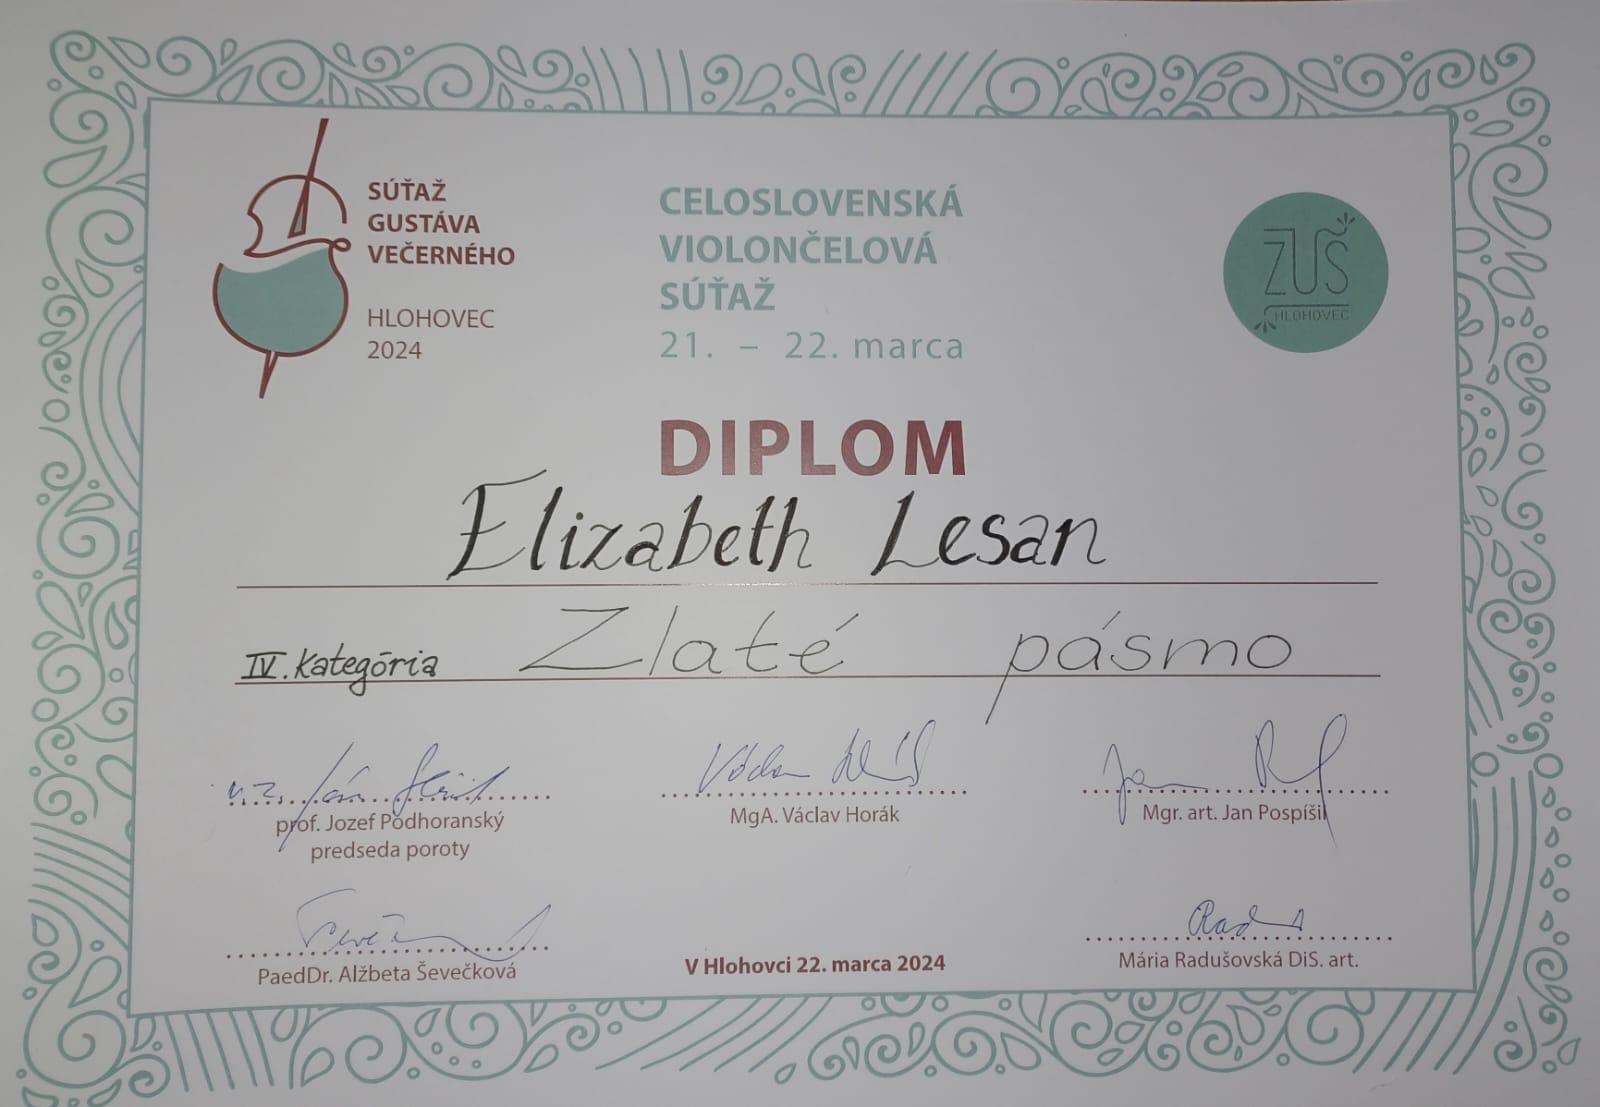 SÚŤAŽ
GUSTÁVA
VEČERNÉHO
HLOHOVEC
2024
CELOSLOVENSKÁ
VIOLONČELOVÁ
SÚŤAŽ
21. – 22. marca
ZUŠ
HLOHOVEC
DIPLOM
Elizabeth Lesan
IV. kategória Zlaté pásmo
prof. Jozef Podhoranský
predseda poroty
MgA. Václav Horák
Mgr. art. Jan Pospíšil
PaedDr. Alžbeta Ševečková
V Hlohovci 22. marca 2024
Mária Radušovská DiS. art.